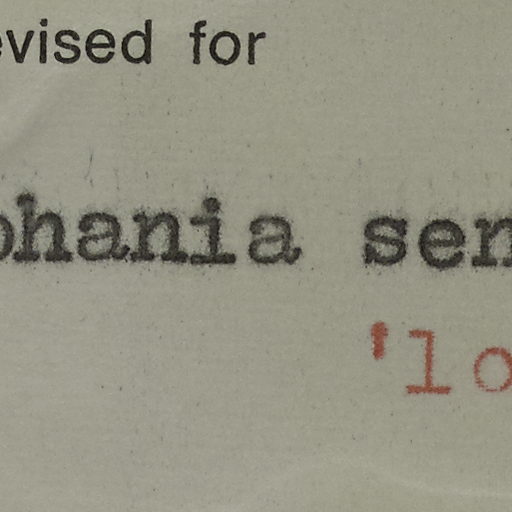 evised for
phania sen
'lo